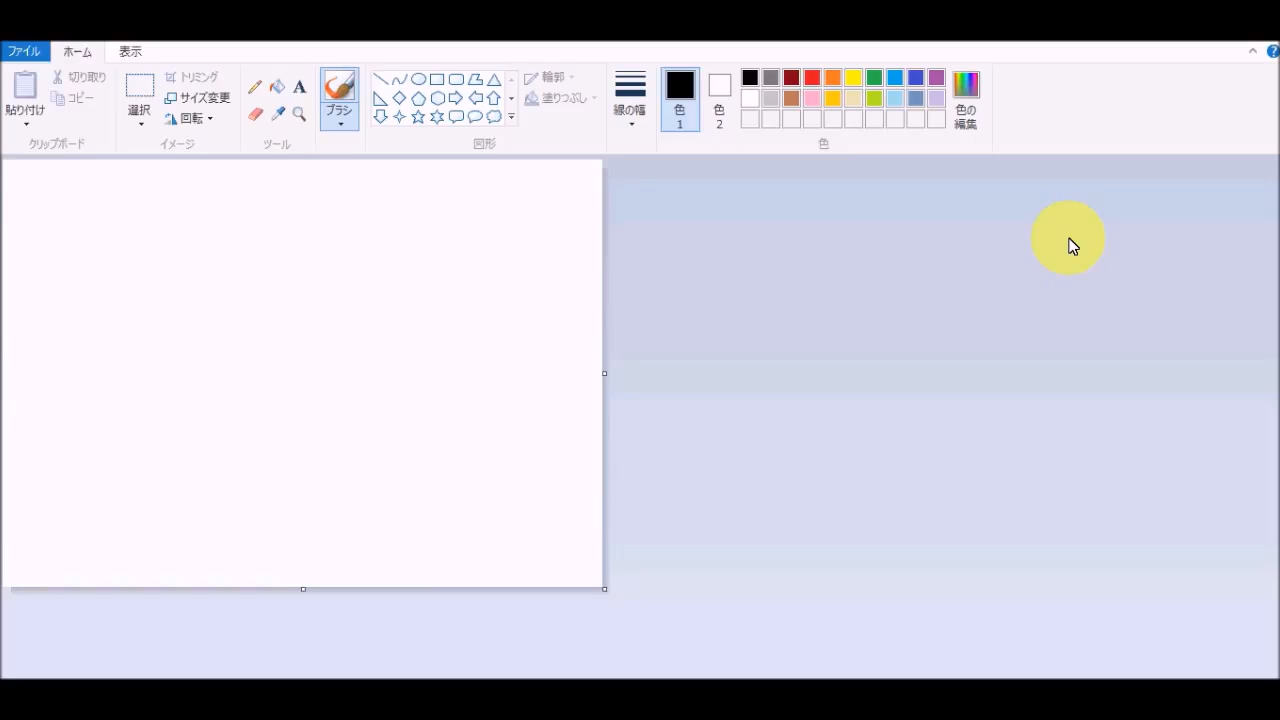 ファイル ホーム 表示
貼り付け 切り取り コピー
選択 トリミング サイズ変更 回転
A
ブラシ
輪郭 塗りつぶし
線の幅
色 1
色 2
色の編集
クリップボード イメージ ツール 図形 色